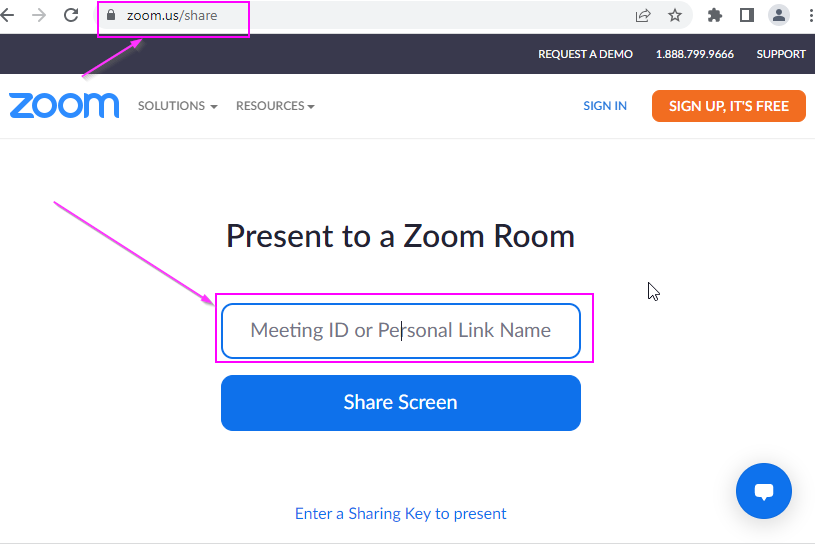 zoom.us/share
REQUEST A DEMO 1.888.799.9666 SUPPORT
zoom SOLUTIONS RESOURCES SIGN IN SIGN UP, IT'S FREE
Present to a Zoom Room
Meeting ID or Personal Link Name
Share Screen
Enter a Sharing Key to present